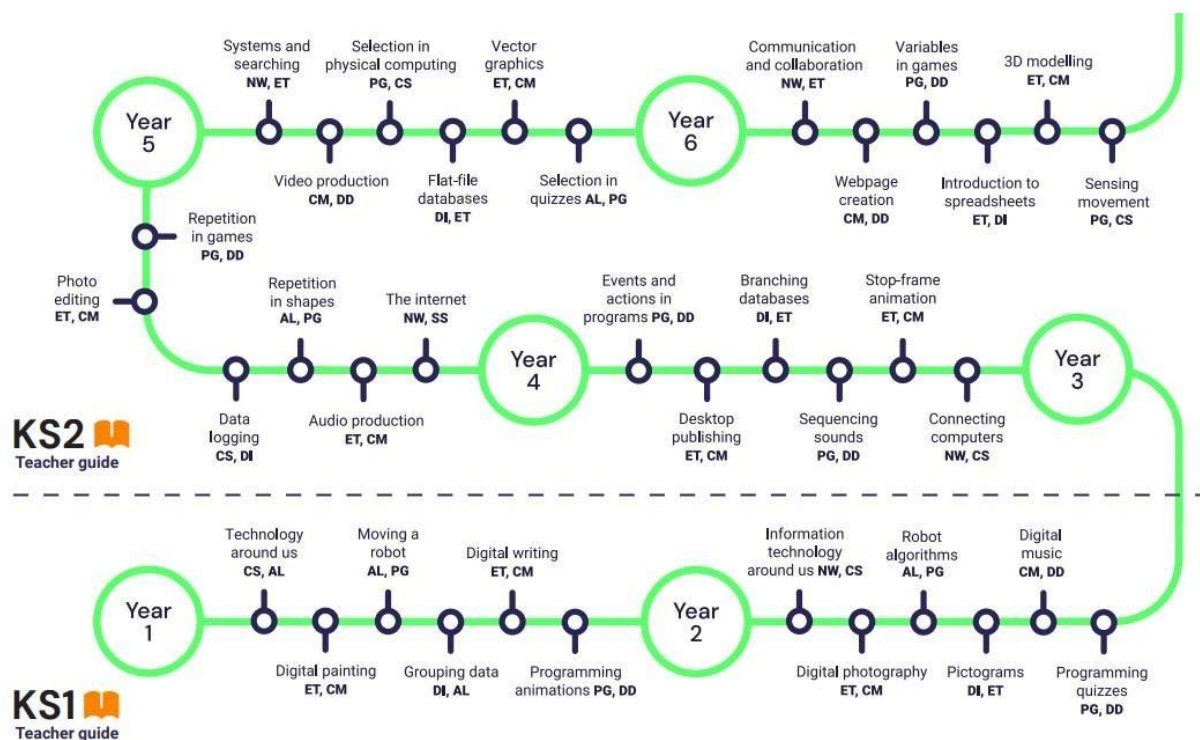 Systems and
searching
NW, ET
Selection in
physical computing
PG, CS
Vector
graphics
ET, CM
Communication
and collaboration
NW, ET
Variables
in games
PG, DD
3D modelling
ET, CM
Year
5
Year
6
Video production
CM, DD
Flat-file
databases
DI, ET
Selection in
quizzes AL, PG
Webpage
creation
CM, DD
Introduction to
spreadsheets
ET, DI
Sensing
movement
PG, CS
Repetition
in games
PG, DD
Photo
editing
ET, CM
Repetition
in shapes
AL, PG
The internet
NW, SS
Events and
actions in
programs PG, DD
Branching
databases
DI, ET
Stop-frame
animation
ET, CM
Year
4
Year
3
Data
logging
CS, DI
Audio production
ET, CM
Desktop
publishing
ET, CM
Sequencing
sounds
PG, DD
Connecting
computers
NW, CS
KS2
Teacher guide
Technology
around us
CS, AL
Moving a
robot
AL, PG
Digital writing
ET, CM
Information
technology
around us NW, CS
Robot
algorithms
AL, PG
Digital
music
CM, DD
Year
1
Year
2
Digital painting
ET, CM
Grouping data
DI, AL
Programming
animations PG, DD
Digital photography
ET, CM
Pictograms
DI, ET
Programming
quizzes
PG, DD
KS1
Teacher guide